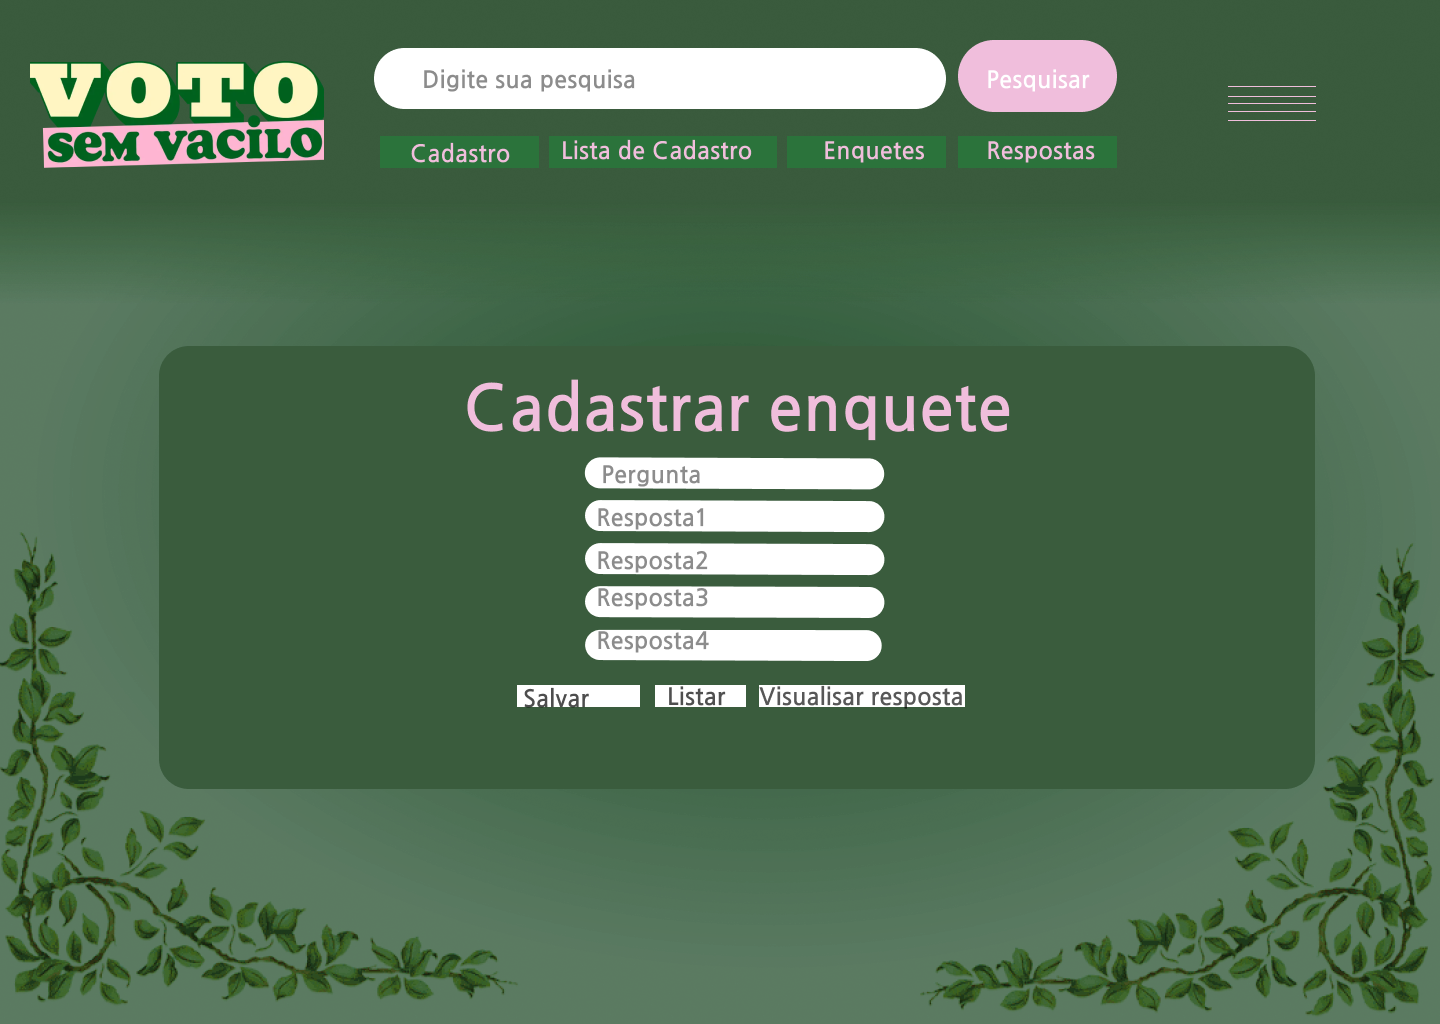 VOTO
SEM VACILO
Digite sua pesquisa
Pesquisar
Cadastro
Lista de Cadastro
Enquetes
Respostas
Cadastrar enquete
Pergunta
Resposta1
Resposta2
Resposta3
Resposta4
Salvar
Listar
Visualisar resposta